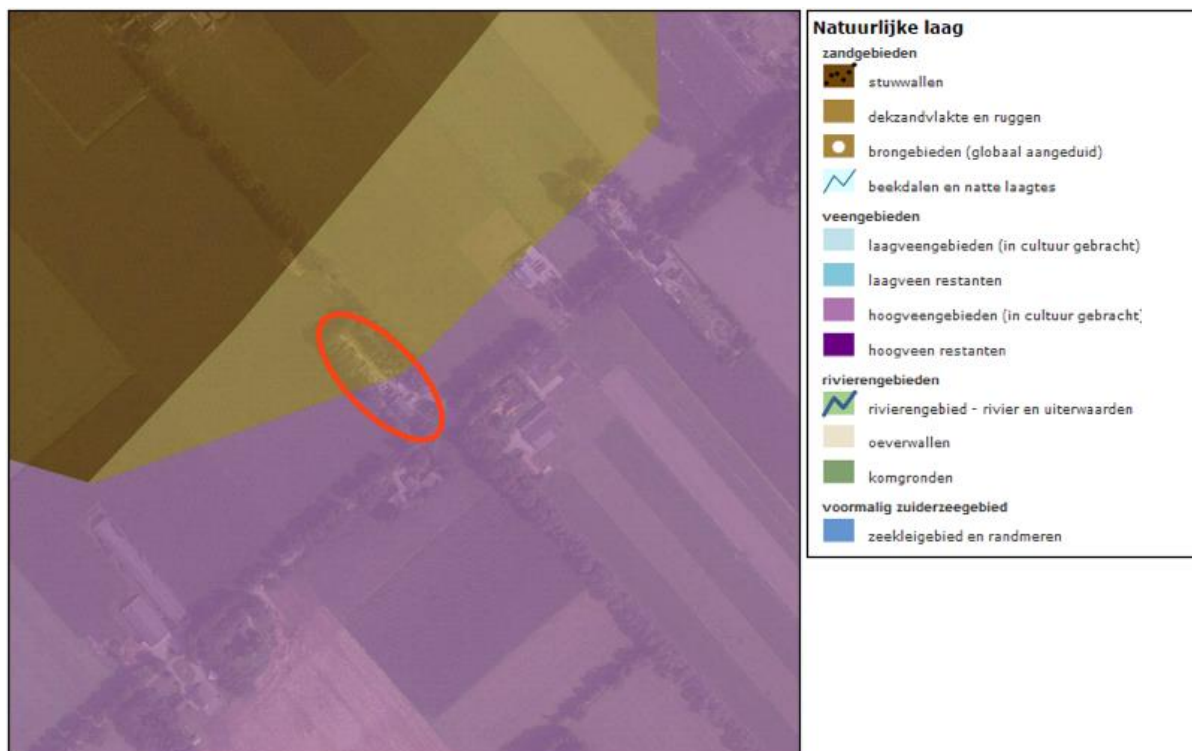 Natuurlijke laag
zandgebieden
stuwwallen
dekzandvlakte en ruggen
brongebieden (globaal aangeduid)
beekdalen en natte laagtes
veengebieden
laagveengebieden (in cultuur gebracht)
laagveen restanten
hoogveengebieden (in cultuur gebracht)
hoogveen restanten
rivierengebieden
rivierengebied - rivier en uiterwaarden
oeverwallen
komgronden
voormalig zuiderzeegebied
zeekleigebied en randmeren